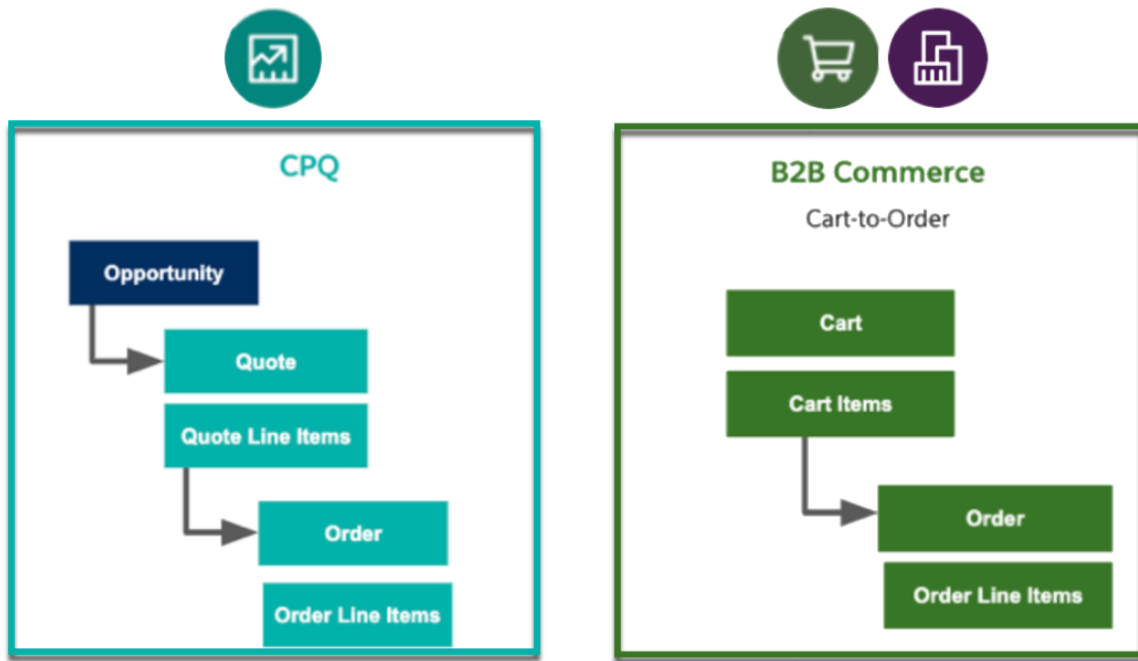 CPQ
Opportunity
Quote
Quote Line Items
Order
Order Line Items
B2B Commerce
Cart-to-Order
Cart
Cart Items
Order
Order Line Items